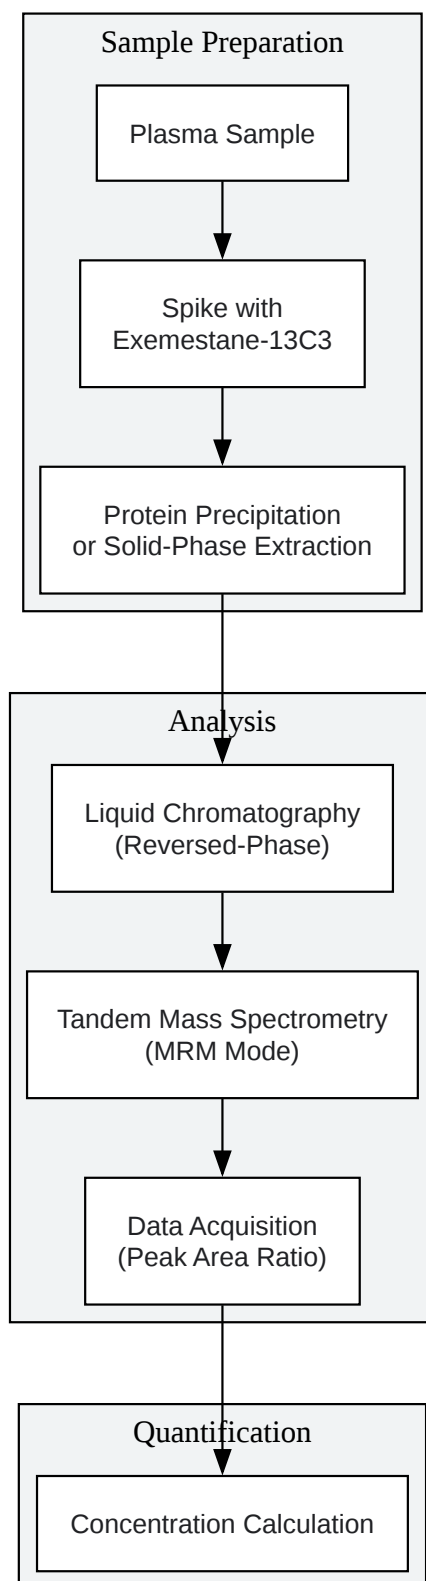 Sample Preparation
Plasma Sample
Spike with
Exemestane-13C3
Protein Precipitation
or Solid-Phase Extraction
Analysis
Liquid Chromatography
(Reversed-Phase)
Tandem Mass Spectrometry
(MRM Mode)
Data Acquisition
(Peak Area Ratio)
Quantification
Concentration Calculation